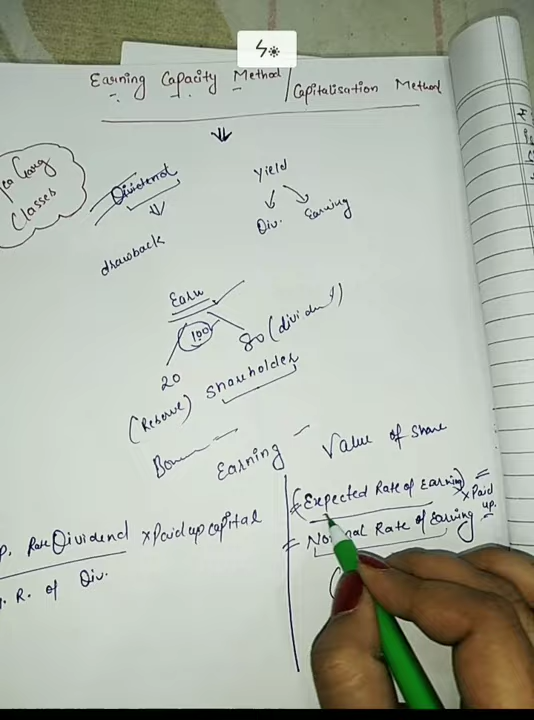 Earning Capacity Method / Capitalisation Method
Gang
Classes
Dividend
Yield
Div. Earning
drawback
Earn
100
20
80 (dividend)
(Reserve) shareholder
Earning
Value of share
(Expected Rate of Earning) × Paid up.
Normal Rate of Earning
p. Rate Dividend × Paid up capital
. R. of Div.